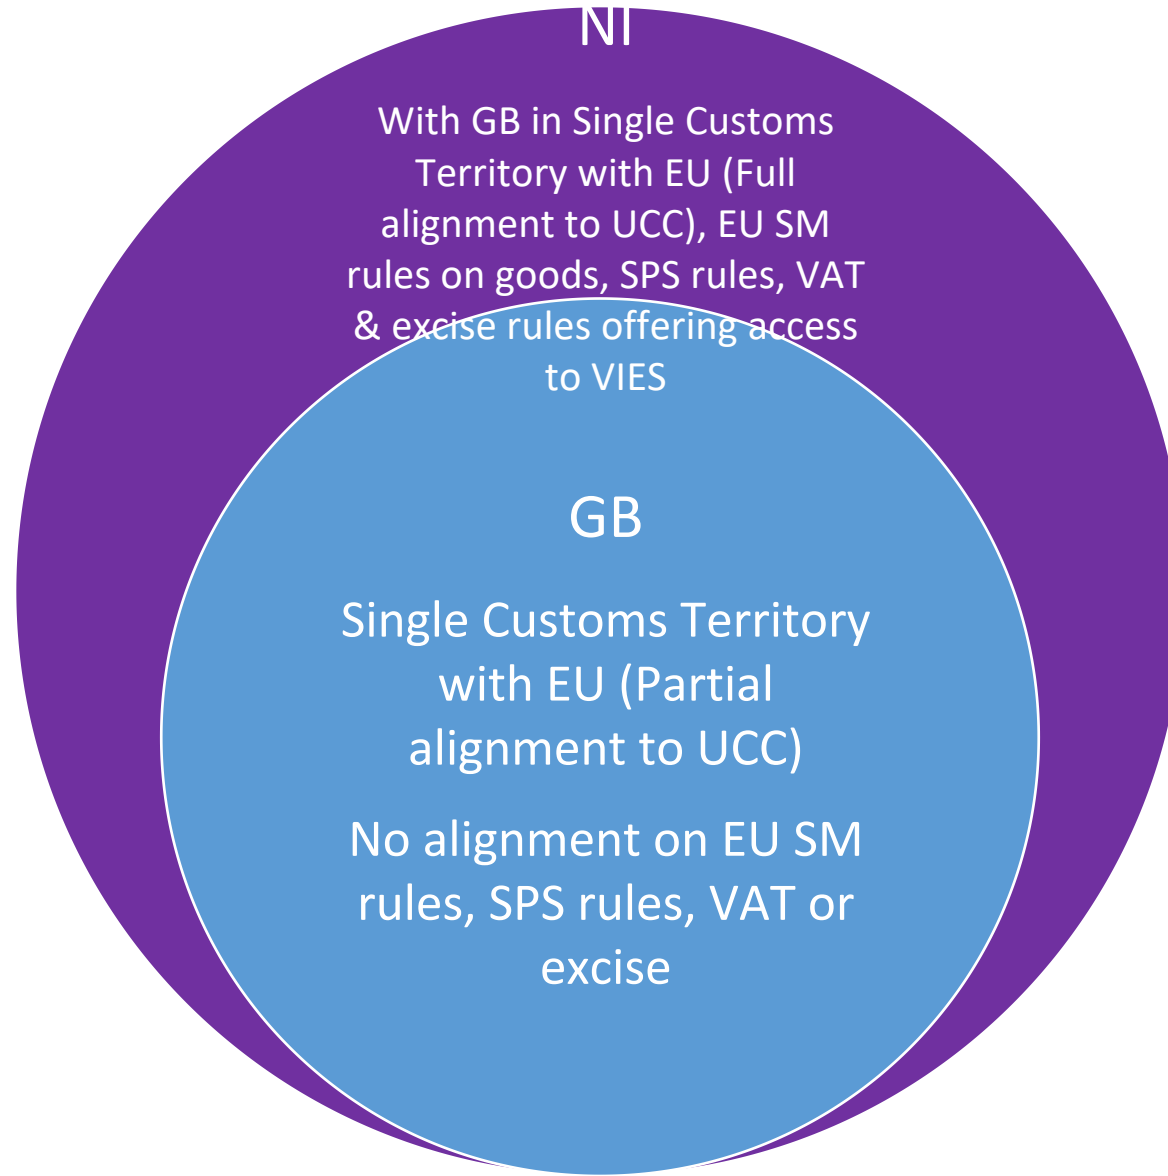 NI
With GB in Single Customs
Territory with EU (Full
alignment to UCC), EU SM
rules on goods, SPS rules, VAT
& excise rules offering access
to VIES
GB
Single Customs Territory
with EU (Partial
alignment to UCC)
No alignment on EU SM
rules, SPS rules, VAT or
excise